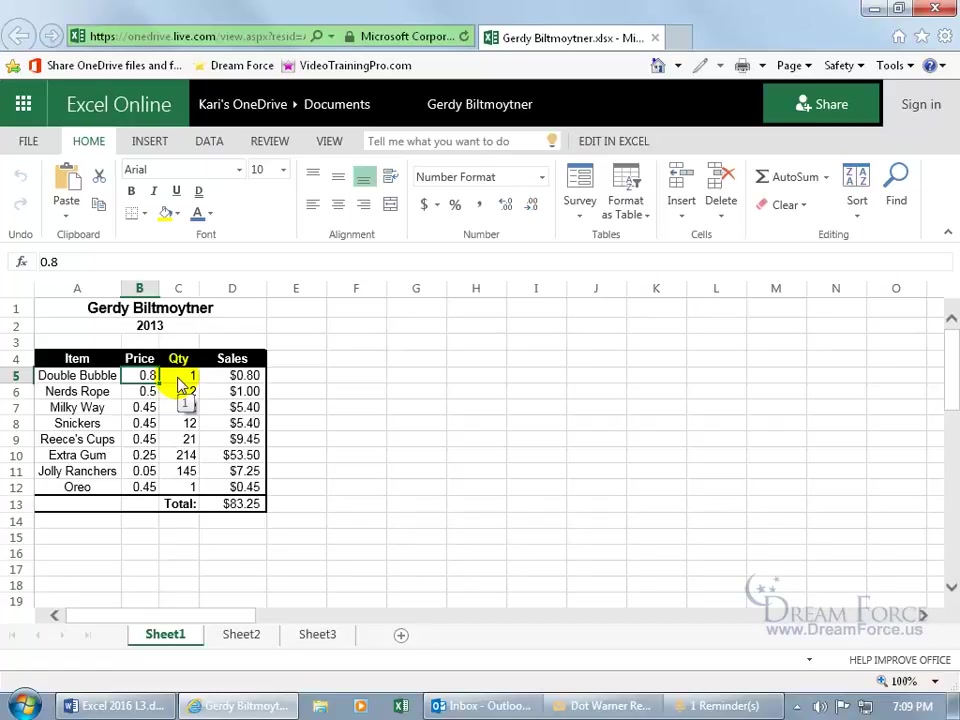 https://onedrive.live.com/view.aspx?resid=
Microsoft Corpor...
Gerdy Biltmoytner.xlsx - Mi...
Share OneDrive files and f...
Dream Force
VideoTrainingPro.com
Page
Safety
Tools
Excel Online
Kari's OneDrive
Documents
Gerdy Biltmoytner
Share
Sign in
FILE
HOME
INSERT
DATA
REVIEW
VIEW
Tell me what you want to do
EDIT IN EXCEL
Arial
10
Number Format
AutoSum
Clear
Paste
B I U D
A
$ %
Survey
Format
as Table
Insert
Delete
Sort
Find
Undo
Clipboard
Font
Alignment
Number
Tables
Cells
Editing
fx 0.8
A B C D E F G H I J K L M N O
1 Gerdy Biltmoytner
2 2013
3
4 Item Price Qty Sales
5 Double Bubble 0.8 1 $0.80
6 Nerds Rope 0.5 2 $1.00
7 Milky Way 0.45 $5.40
8 Snickers 0.45 12 $5.40
9 Reece's Cups 0.45 21 $9.45
10 Extra Gum 0.25 214 $53.50
11 Jolly Ranchers 0.05 145 $7.25
12 Oreo 0.45 1 $0.45
13 Total: $83.25
14
15
16
17
18
19
1
DREAM FORCE
www.DreamForce.us
Sheet1
Sheet2
Sheet3
HELP IMPROVE OFFICE
100%
Excel 2016 L3.d...
Gerdy Biltmoyt...
Inbox - Outloo...
Dot Warner Re...
1 Reminder(s)
7:09 PM